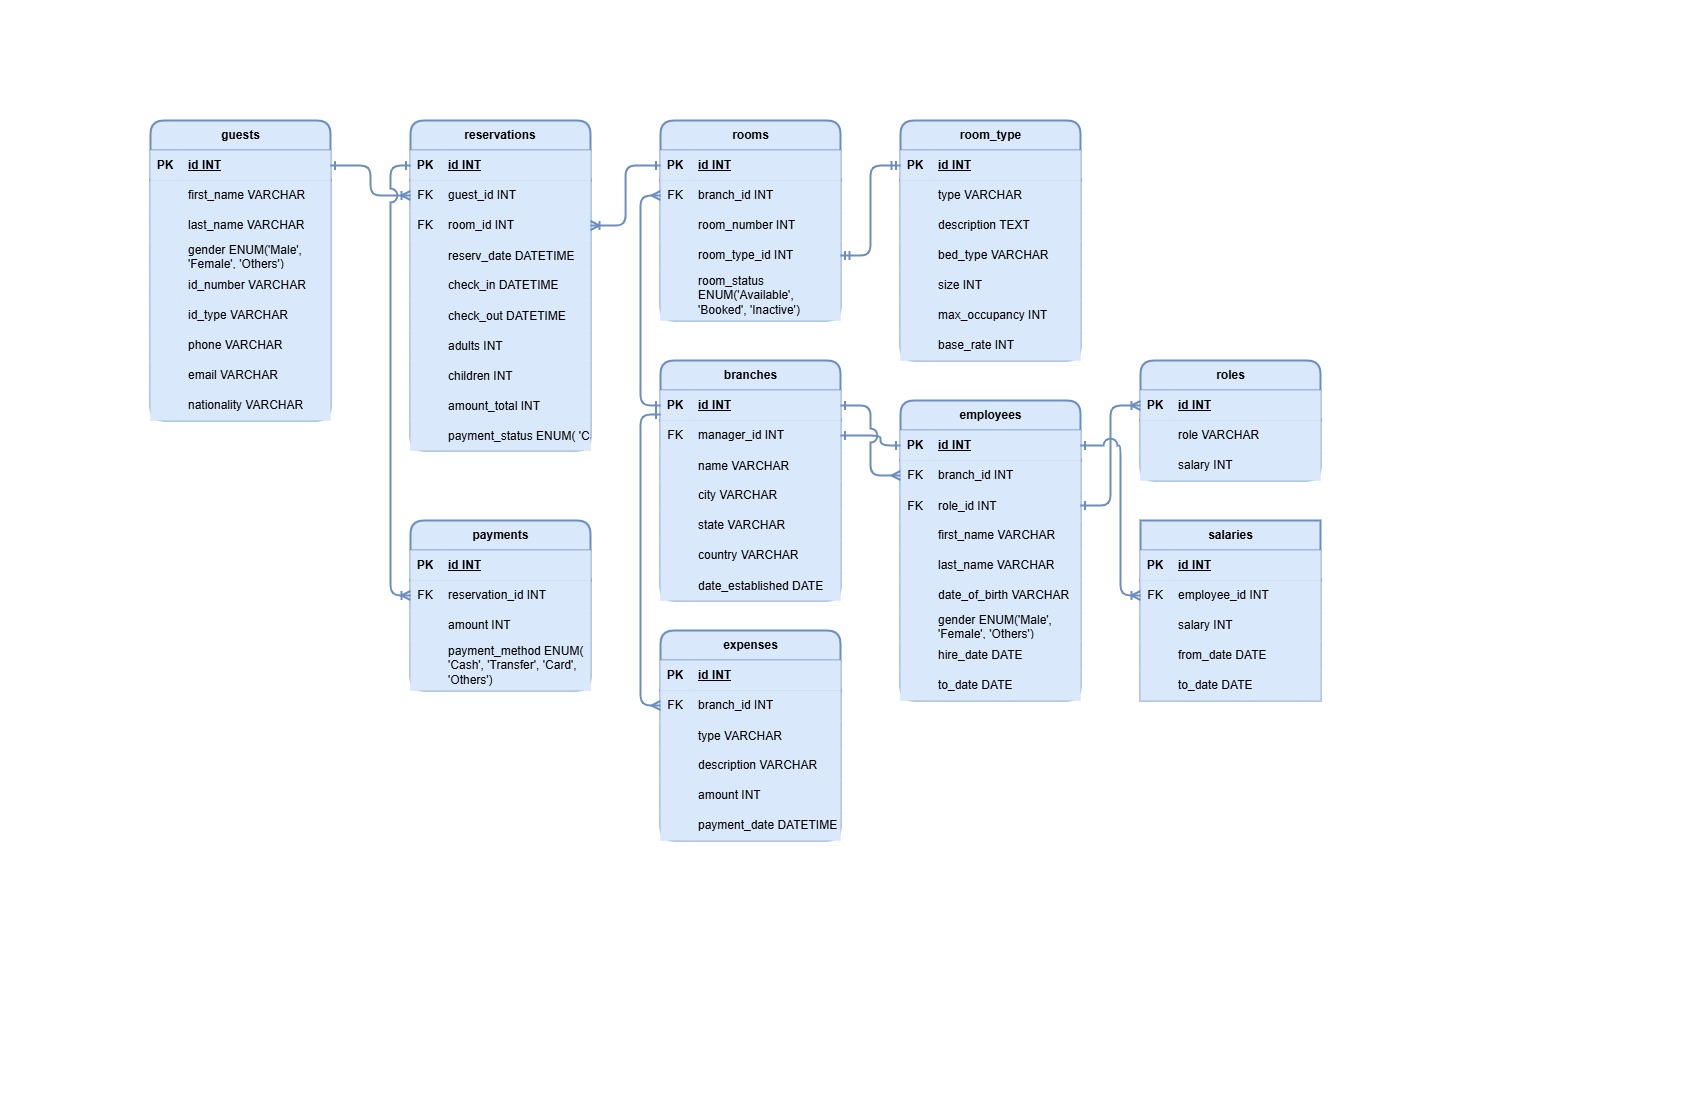 guests
PK id INT
first_name VARCHAR
last_name VARCHAR
gender ENUM('Male',
'Female', 'Others')
id_number VARCHAR
id_type VARCHAR
phone VARCHAR
email VARCHAR
nationality VARCHAR
reservations
PK id INT
FK guest_id INT
FK room_id INT
reserv_date DATETIME
check_in DATETIME
check_out DATETIME
adults INT
children INT
amount_total INT
payment_status ENUM( 'C
rooms
PK id INT
FK branch_id INT
room_number INT
room_type_id INT
room_status
ENUM('Available',
'Booked', 'Inactive')
room_type
PK id INT
type VARCHAR
description TEXT
bed_type VARCHAR
size INT
max_occupancy INT
base_rate INT
branches
PK id INT
FK manager_id INT
name VARCHAR
city VARCHAR
state VARCHAR
country VARCHAR
date_established DATE
employees
PK id INT
FK branch_id INT
FK role_id INT
first_name VARCHAR
last_name VARCHAR
date_of_birth VARCHAR
gender ENUM('Male',
'Female', 'Others')
hire_date DATE
to_date DATE
roles
PK id INT
role VARCHAR
salary INT
payments
PK id INT
FK reservation_id INT
amount INT
payment_method ENUM(
'Cash', 'Transfer', 'Card',
'Others')
expenses
PK id INT
FK branch_id INT
type VARCHAR
description VARCHAR
amount INT
payment_date DATETIME
salaries
PK id INT
FK employee_id INT
salary INT
from_date DATE
to_date DATE